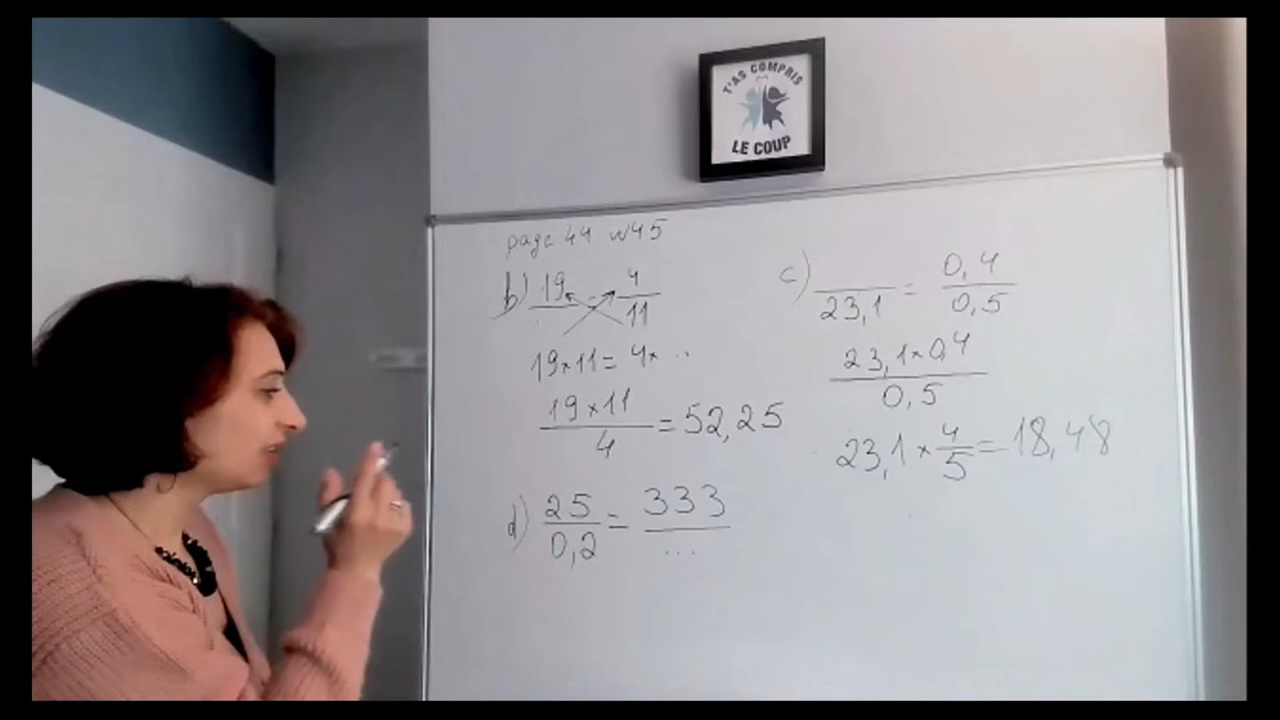 T'AS COMPRIS
LE COUP
page 44 N45
b) 19/ = 4/11
19×11 = 4× ..
19×11/4 = 52,25
d) 25/0,2 = 333/...
c) /23,1 = 0,4/0,5
23,1×0,4/0,5
23,1 × 4/5 = 18,48